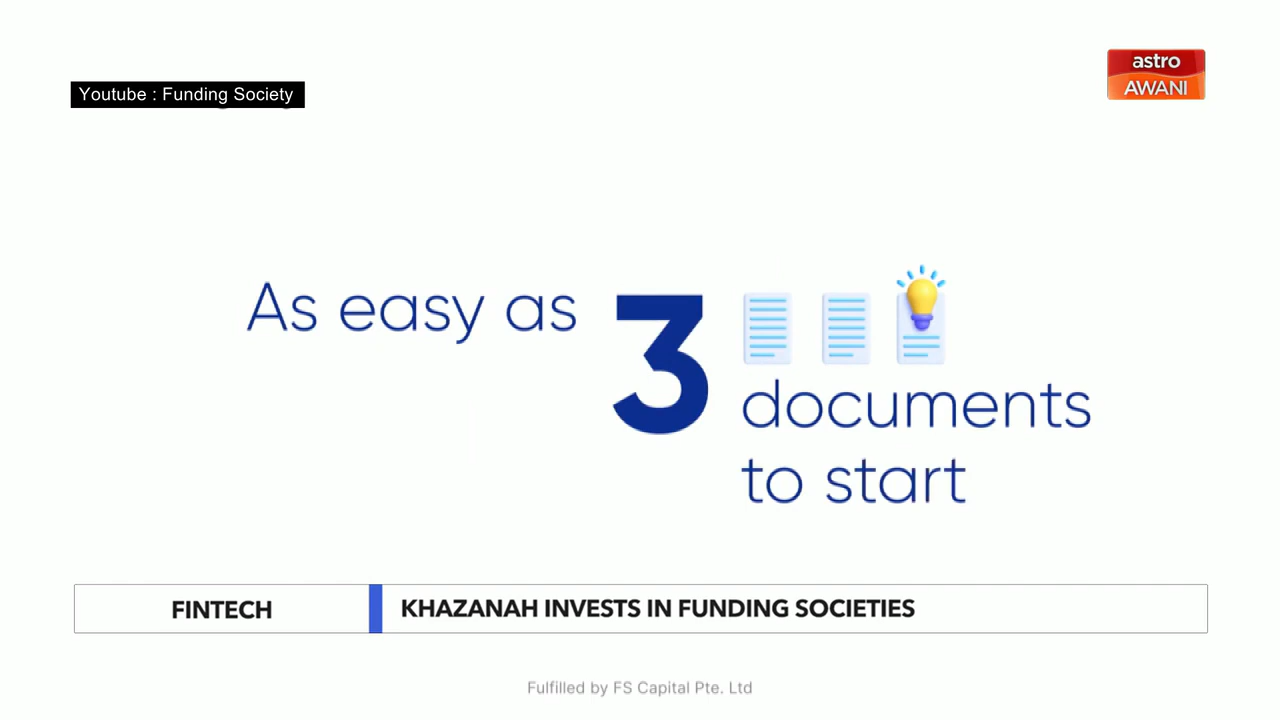 astro
AWANI
Youtube : Funding Society
As easy as 3
documents
to start
FINTECH
KHAZANAH INVESTS IN FUNDING SOCIETIES
Fulfilled by FS Capital Pte. Ltd